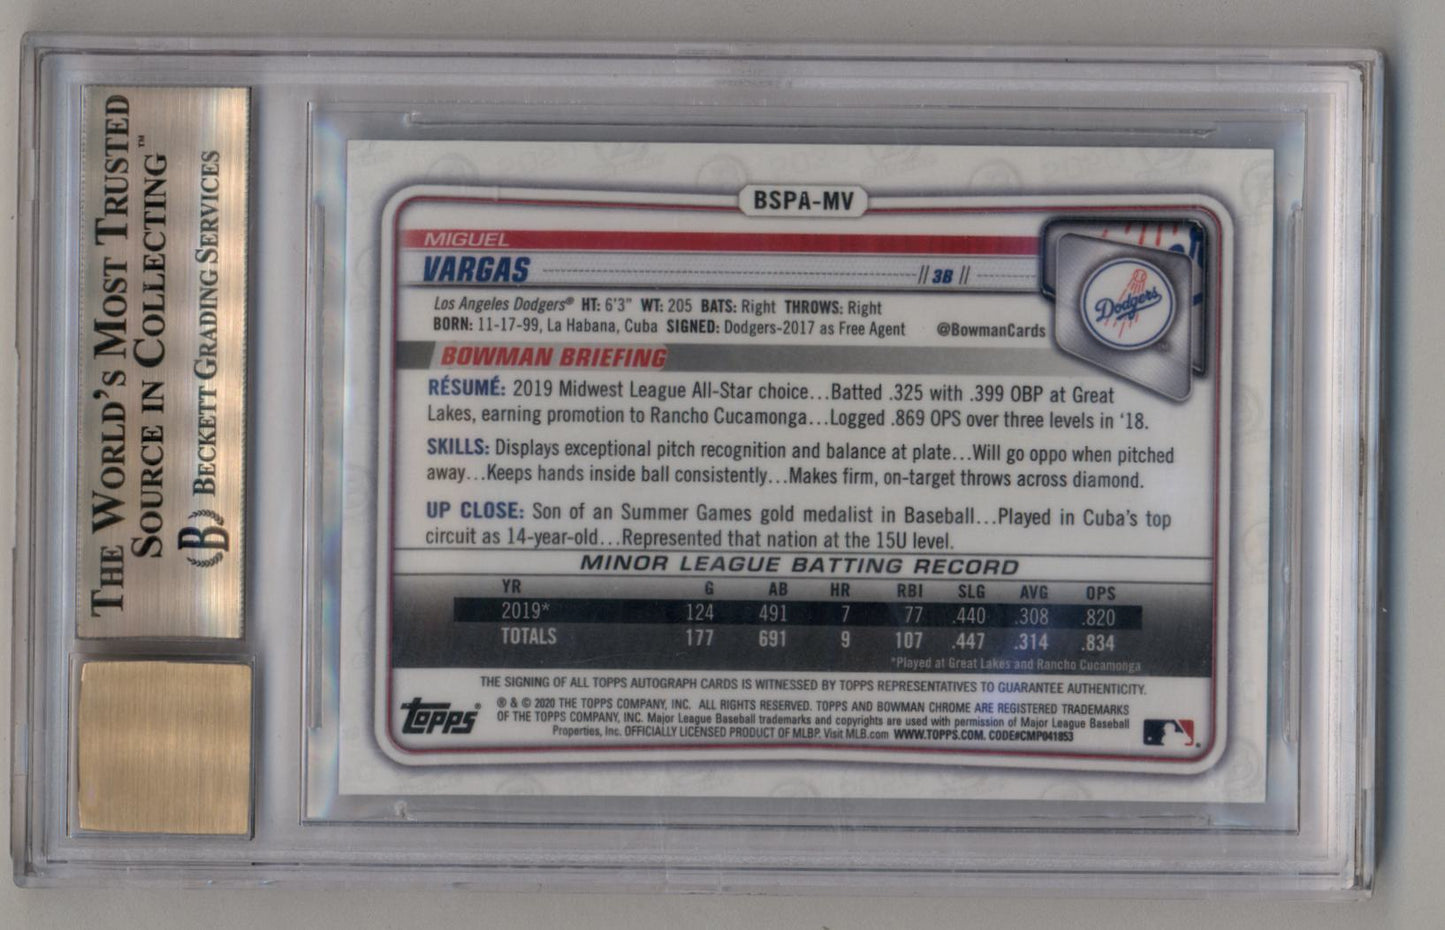 THE WORLD'S MOST TRUSTED
SOURCE IN COLLECTING™
B BECKETT GRADING SERVICES
BSPA-MV
MIGUEL
VARGAS // 3B //
Dodgers
Los Angeles Dodgers® HT: 6'3" WT: 205 BATS: Right THROWS: Right
BORN: 11-17-99, La Habana, Cuba SIGNED: Dodgers-2017 as Free Agent @BowmanCards
BOWMAN BRIEFING
RÉSUMÉ: 2019 Midwest League All-Star choice...Batted .325 with .399 OBP at Great
Lakes, earning promotion to Rancho Cucamonga...Logged .869 OPS over three levels in '18.
SKILLS: Displays exceptional pitch recognition and balance at plate...Will go oppo when pitched
away...Keeps hands inside ball consistently...Makes firm, on-target throws across diamond.
UP CLOSE: Son of an Summer Games gold medalist in Baseball...Played in Cuba's top
circuit as 14-year-old...Represented that nation at the 15U level.
MINOR LEAGUE BATTING RECORD
YR G AB HR RBI SLG AVG OPS
2019* 124 491 7 77 .440 .308 .820
TOTALS 177 691 9 107 .447 .314 .834
*Played at Great Lakes and Rancho Cucamonga
THE SIGNING OF ALL TOPPS AUTOGRAPH CARDS IS WITNESSED BY TOPPS REPRESENTATIVES TO GUARANTEE AUTHENTICITY.
Topps ® & © 2020 THE TOPPS COMPANY, INC. ALL RIGHTS RESERVED. TOPPS AND BOWMAN CHROME ARE REGISTERED TRADEMARKS
OF THE TOPPS COMPANY, INC. Major League Baseball trademarks and copyrights are used with permission of Major League Baseball
Properties, Inc. OFFICIALLY LICENSED PRODUCT OF MLBP. Visit MLB.com WWW.TOPPS.COM. CODE#CMP041853